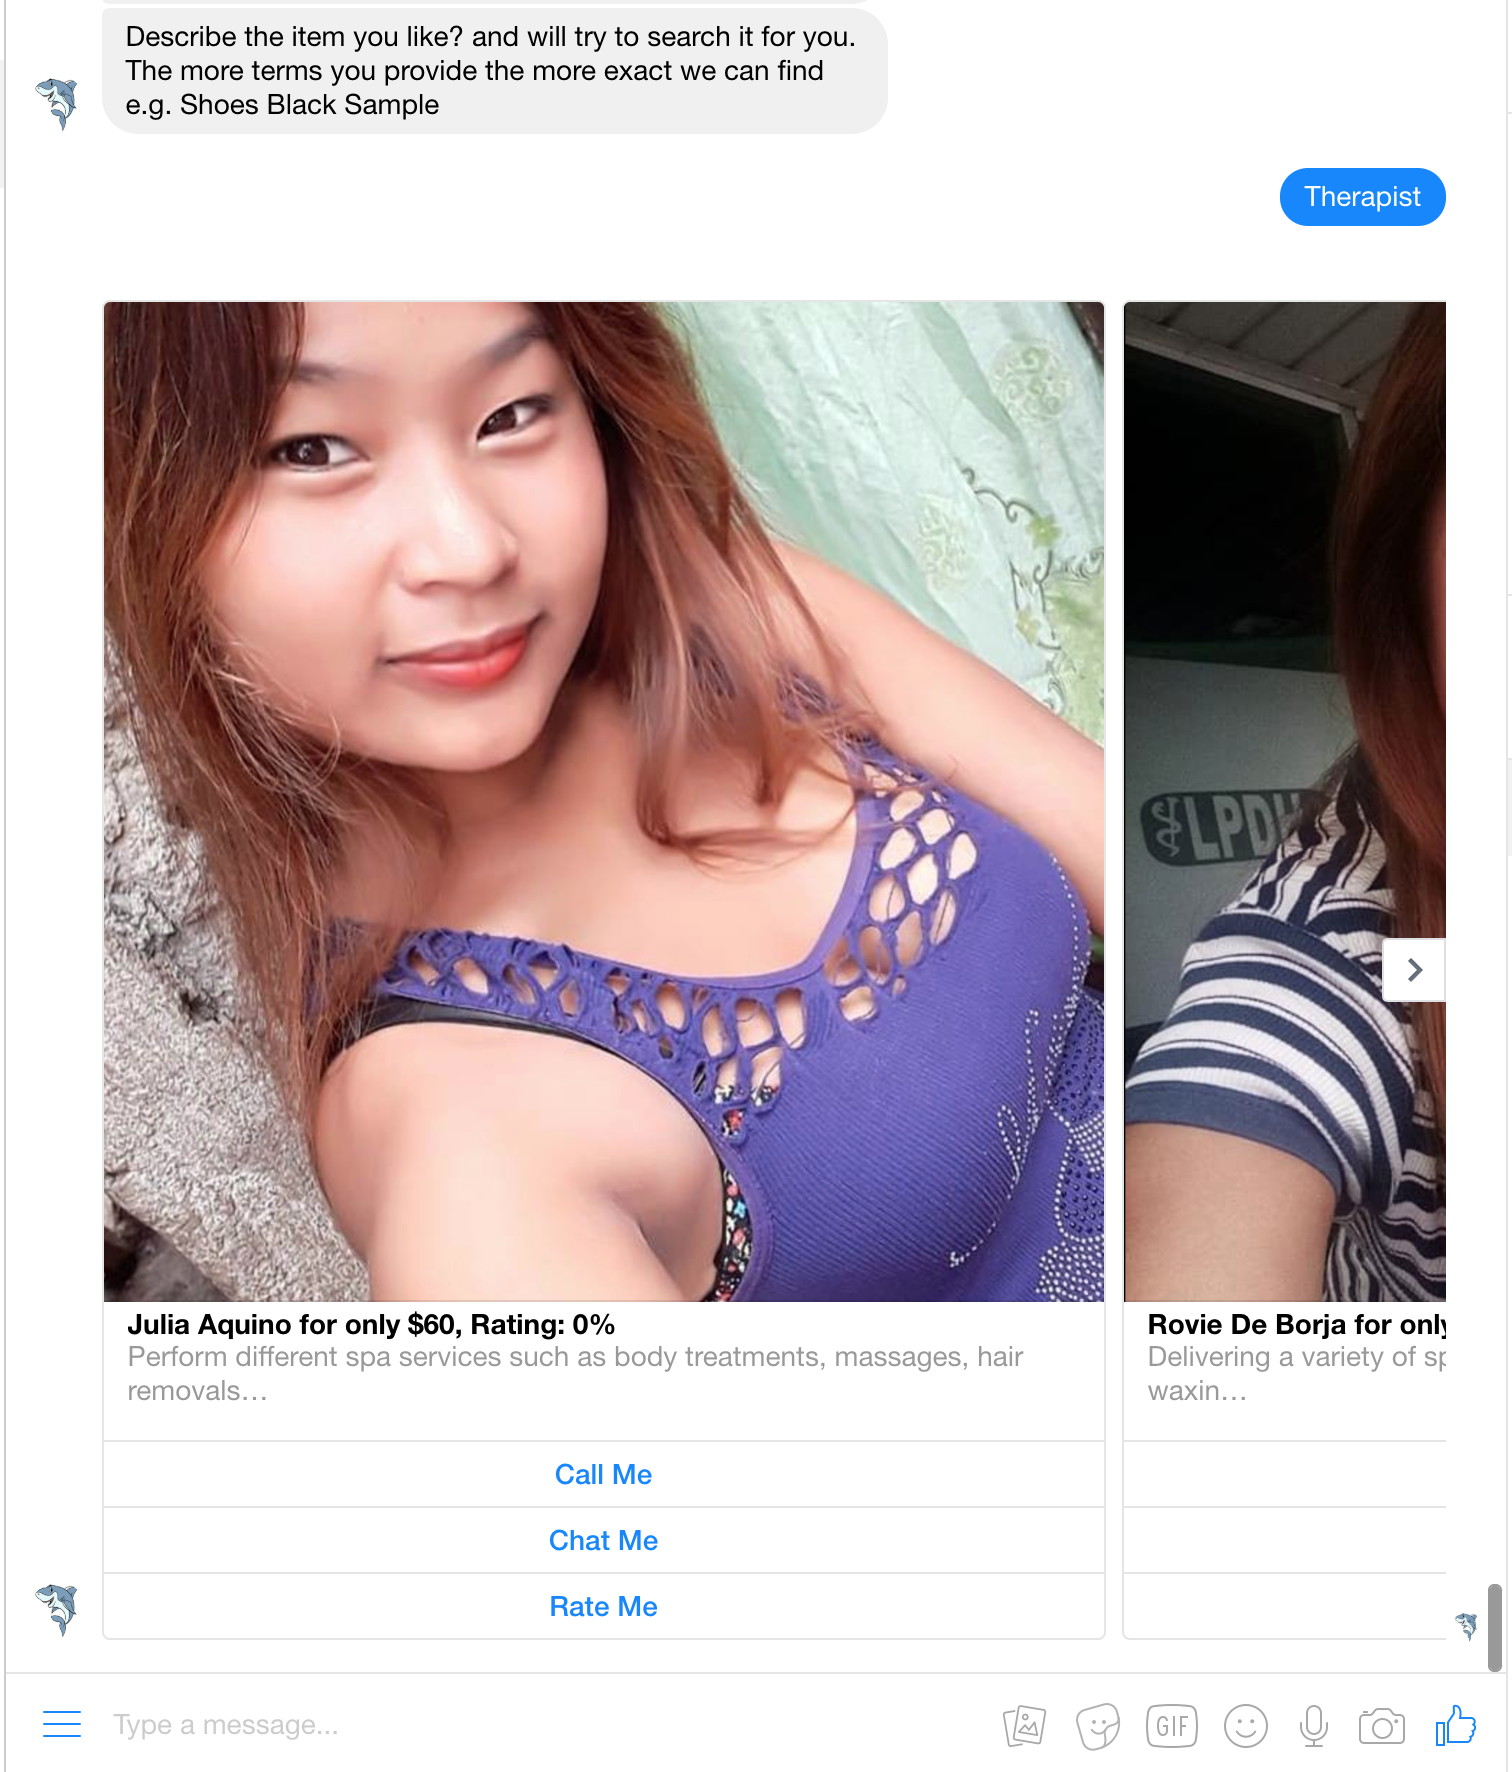 Describe the item you like? and will try to search it for you.
The more terms you provide the more exact we can find
e.g. Shoes Black Sample
Therapist
LPDH
Julia Aquino for only $60, Rating: 0%
Perform different spa services such as body treatments, massages, hair
removals…
Call Me
Chat Me
Rate Me
Rovie De Borja for only
Delivering a variety of sp
waxin…
Type a message...
GIF